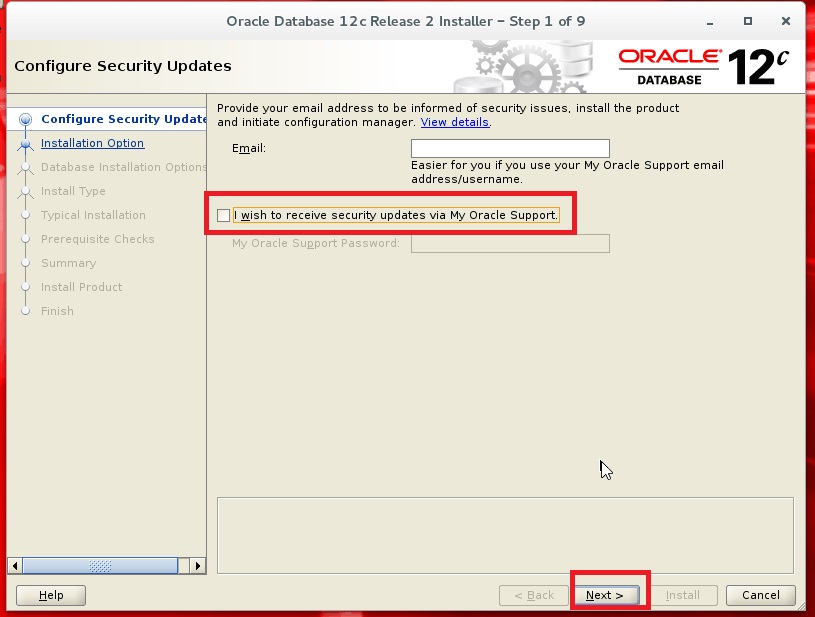 Oracle Database 12c Release 2 Installer – Step 1 of 9
Configure Security Updates
ORACLE
DATABASE
12c
Configure Security Update
Installation Option
Database Installation Options
Install Type
Typical Installation
Prerequisite Checks
Summary
Install Product
Finish
Provide your email address to be informed of security issues, install the product
and initiate configuration manager. View details.
Email:
Easier for you if you use your My Oracle Support email
address/username.
I wish to receive security updates via My Oracle Support.
My Oracle Support Password:
Help
< Back
Next >
Install
Cancel